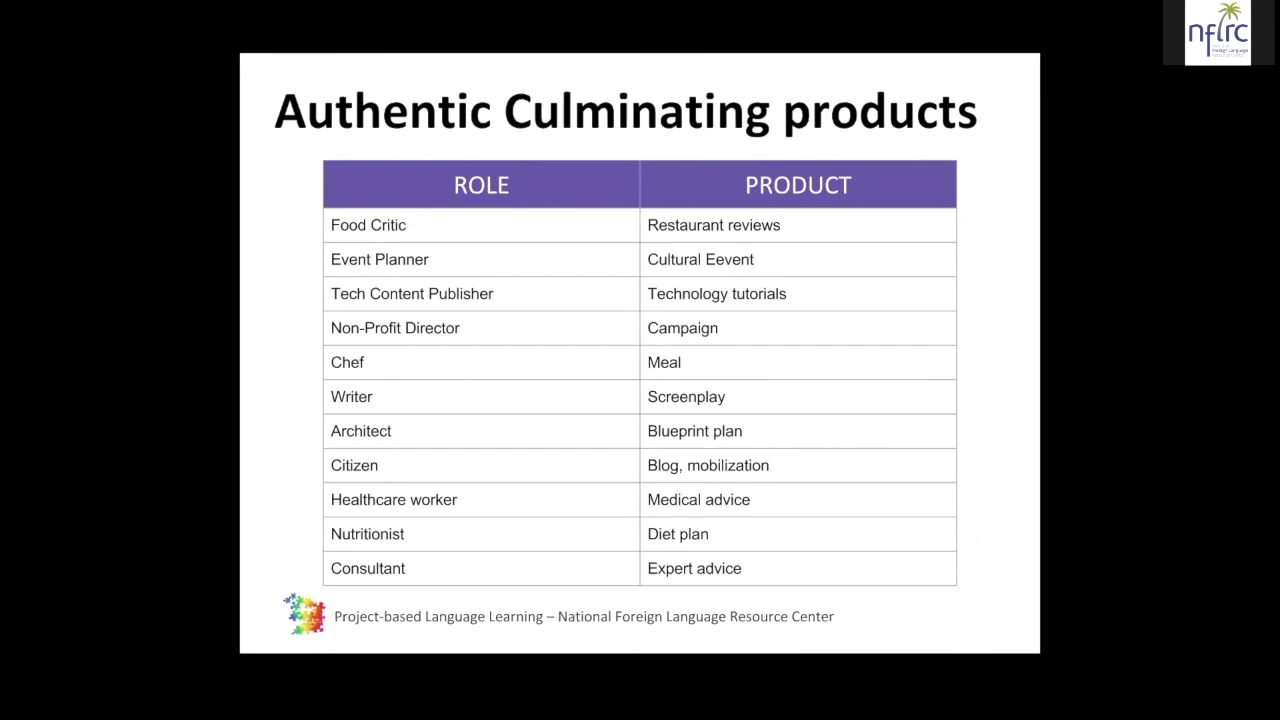 nflrc
Foreign Language
Authentic Culminating products
ROLE PRODUCT
Food Critic Restaurant reviews
Event Planner Cultural Eevent
Tech Content Publisher Technology tutorials
Non-Profit Director Campaign
Chef Meal
Writer Screenplay
Architect Blueprint plan
Citizen Blog, mobilization
Healthcare worker Medical advice
Nutritionist Diet plan
Consultant Expert advice
Project-based Language Learning – National Foreign Language Resource Center